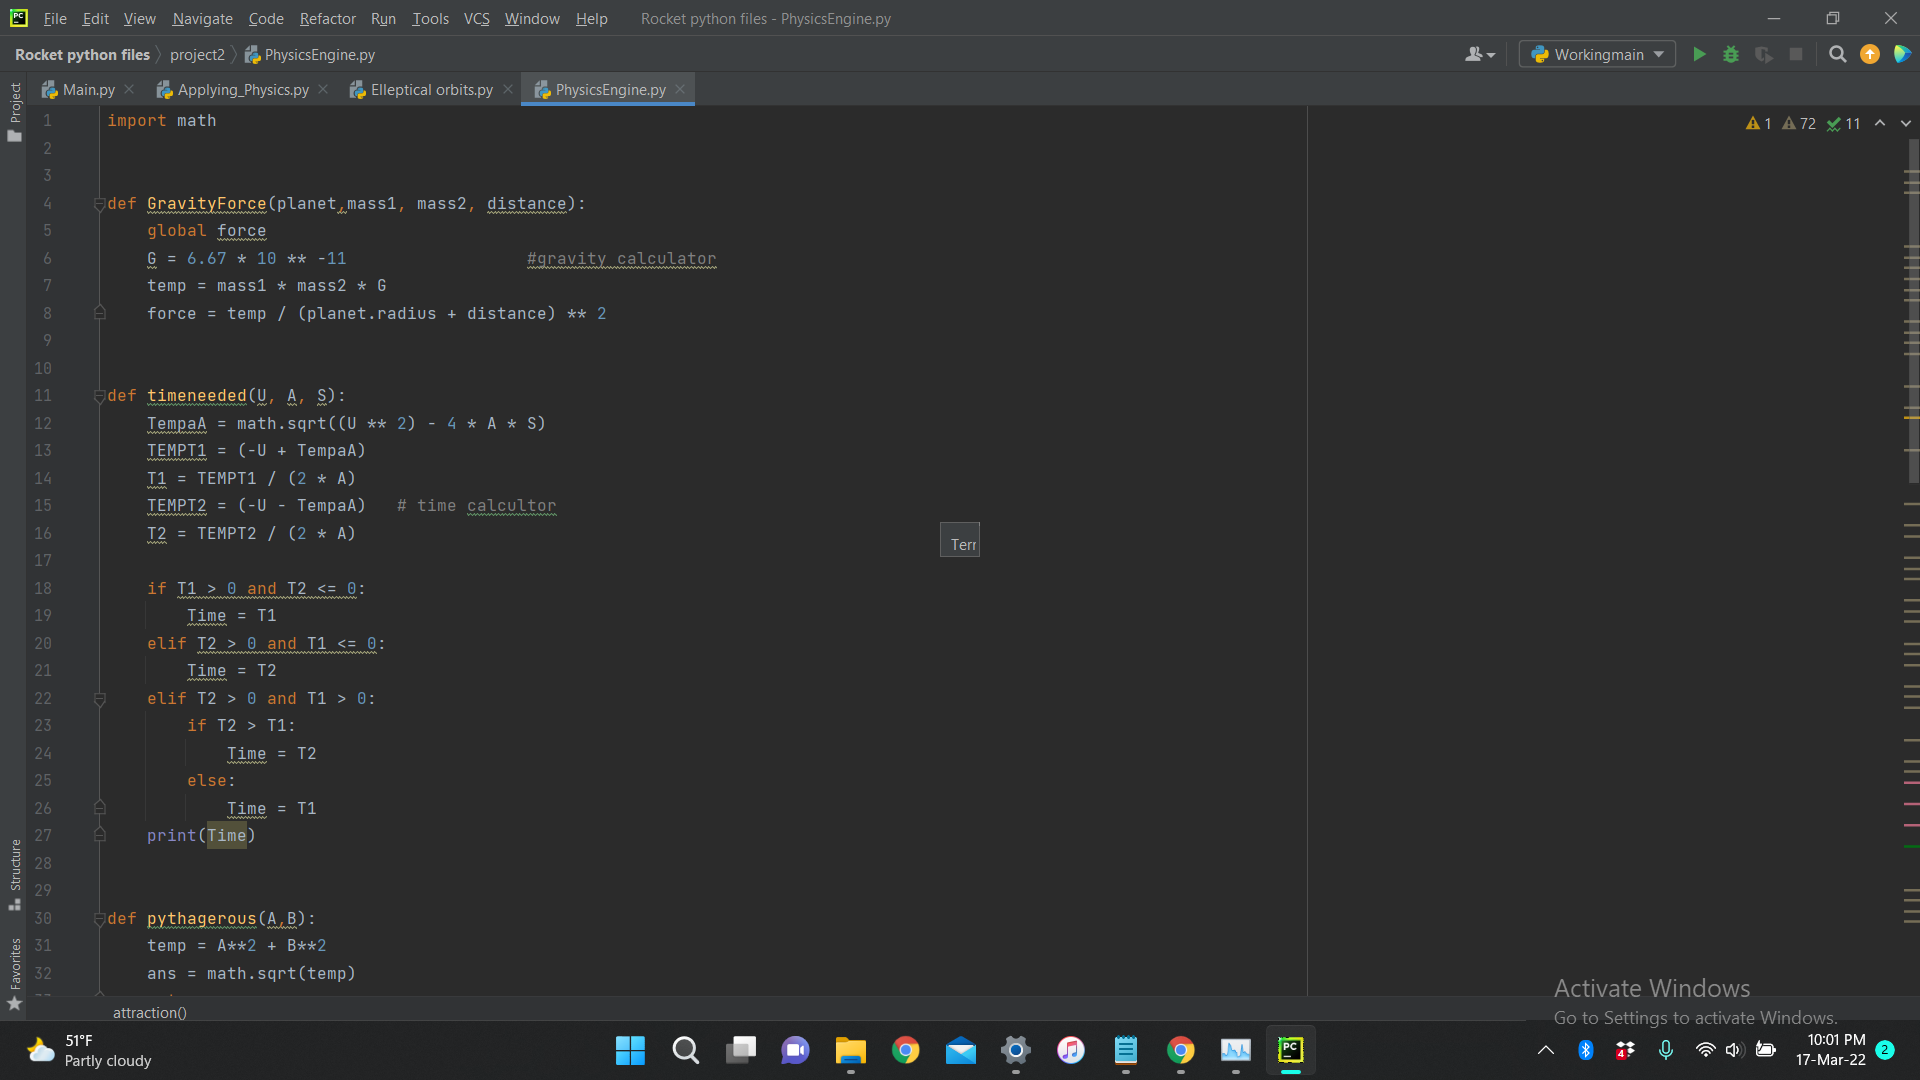 PC File Edit View Navigate Code Refactor Run Tools VCS Window Help Rocket python files - PhysicsEngine.py
Rocket python files project2 PhysicsEngine.py Workingmain
Main.py Applying_Physics.py Elleptical orbits.py PhysicsEngine.py
Project
1 import math 1 72 11
2
3
4 def GravityForce(planet,mass1, mass2, distance):
5 global force
6 G = 6.67 * 10 ** -11 #gravity calculator
7 temp = mass1 * mass2 * G
8 force = temp / (planet.radius + distance) ** 2
9
10
11 def timeneeded(U, A, S):
12 TempaA = math.sqrt((U ** 2) - 4 * A * S)
13 TEMPT1 = (-U + TempaA)
14 T1 = TEMPT1 / (2 * A)
15 TEMPT2 = (-U - TempaA) # time calcultor
16 T2 = TEMPT2 / (2 * A)
17
18 if T1 > 0 and T2 <= 0:
19 Time = T1
20 elif T2 > 0 and T1 <= 0:
21 Time = T2
22 elif T2 > 0 and T1 > 0:
23 if T2 > T1:
24 Time = T2
25 else:
26 Time = T1
27 print(Time)
28
29
30 def pythagerous(A,B):
31 temp = A**2 + B**2
32 ans = math.sqrt(temp)
Structure
Favorites
attraction()
Activate Windows
Go to Settings to activate Windows.
51°F
Partly cloudy
PC
4
10:01 PM
17-Mar-22
2